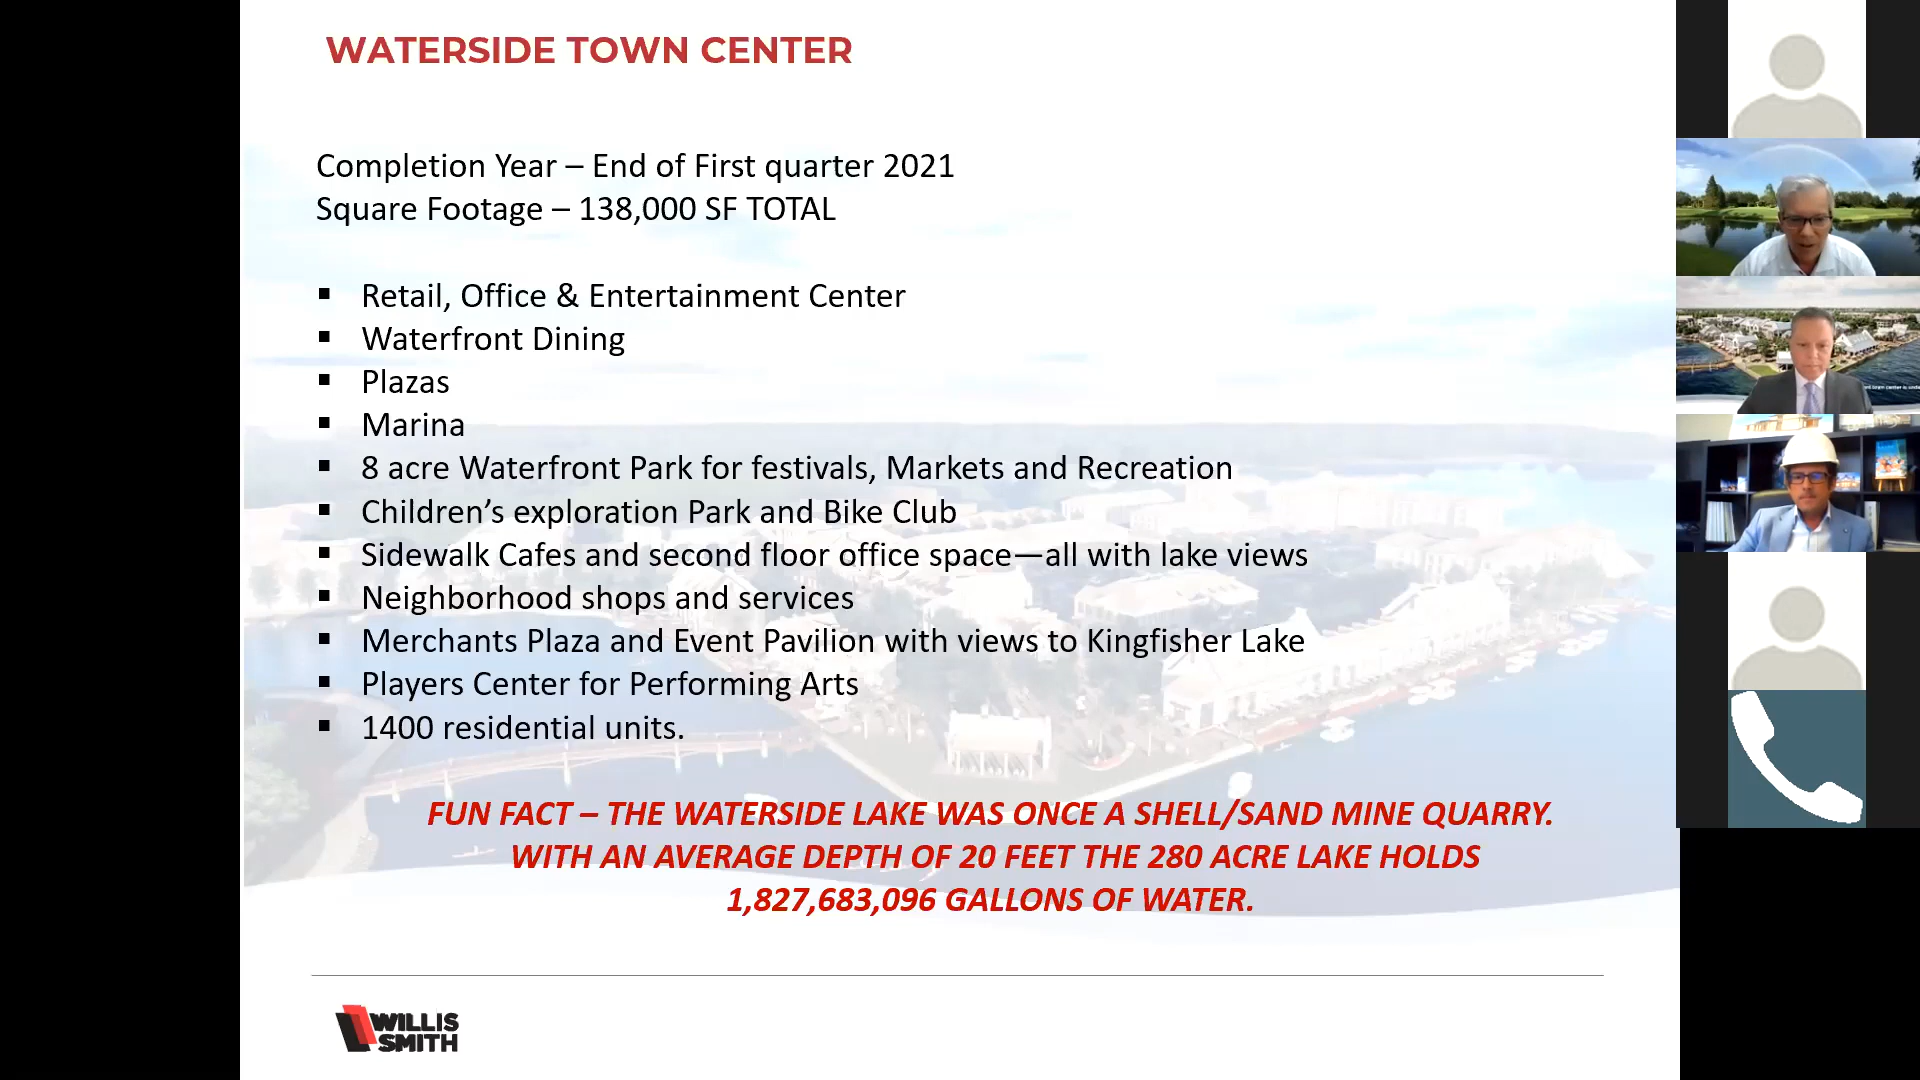 WATERSIDE TOWN CENTER
Completion Year – End of First quarter 2021
Square Footage – 138,000 SF TOTAL
▪ Retail, Office & Entertainment Center
▪ Waterfront Dining
▪ Plazas
▪ Marina
▪ 8 acre Waterfront Park for festivals, Markets and Recreation
▪ Children’s exploration Park and Bike Club
▪ Sidewalk Cafes and second floor office space—all with lake views
▪ Neighborhood shops and services
▪ Merchants Plaza and Event Pavilion with views to Kingfisher Lake
▪ Players Center for Performing Arts
▪ 1400 residential units.
FUN FACT – THE WATERSIDE LAKE WAS ONCE A SHELL/SAND MINE QUARRY.
WITH AN AVERAGE DEPTH OF 20 FEET THE 280 ACRE LAKE HOLDS
1,827,683,096 GALLONS OF WATER.
WILLIS
SMITH